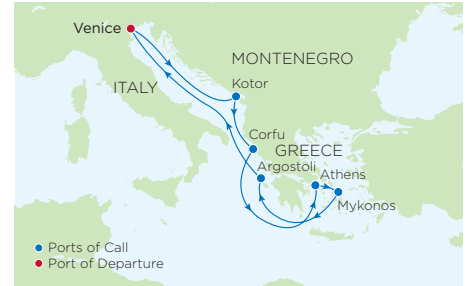 Venice
MONTENEGRO
ITALY
Kotor
Corfu
GREECE
Argostoli
Athens
Mykonos
Ports of Call
Port of Departure